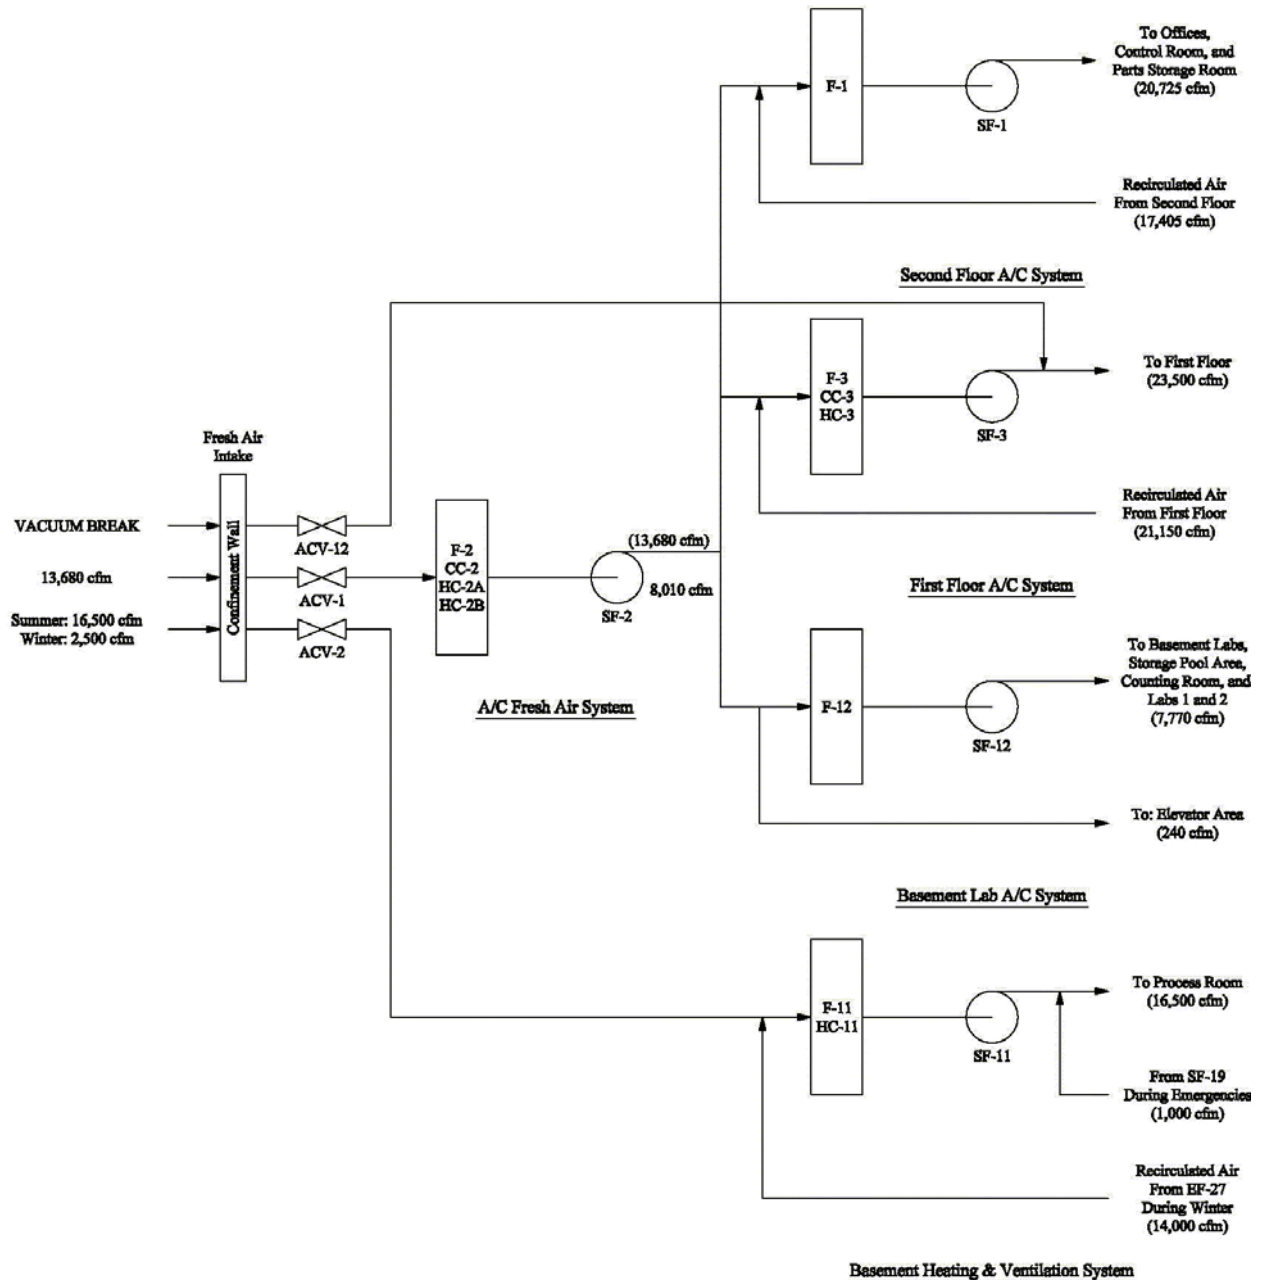 To Offices,
Control Room, and
Parts Storage Room
(20,725 cfm)
F-1
SF-1
Recirculated Air
From Second Floor
(17,405 cfm)
Second Floor A/C System
To First Floor
(23,500 cfm)
F-3
CC-3
HC-3
SF-3
Recirculated Air
From First Floor
(21,150 cfm)
First Floor A/C System
Fresh Air
Intake
Confinement Wall
VACUUM BREAK
ACV-12
13,680 cfm
ACV-1
Summer: 16,500 cfm
Winter: 2,500 cfm
ACV-2
F-2
CC-2
HC-2A
HC-2B
(13,680 cfm)
8,010 cfm
SF-2
A/C Fresh Air System
To Basement Labs,
Storage Pool Area,
Counting Room, and
Labs 1 and 2
(7,770 cfm)
F-12
SF-12
To: Elevator Area
(240 cfm)
Basement Lab A/C System
To Process Room
(16,500 cfm)
F-11
HC-11
SF-11
From SF-19
During Emergencies
(1,000 cfm)
Recirculated Air
From EF-27
During Winter
(14,000 cfm)
Basement Heating & Ventilation System